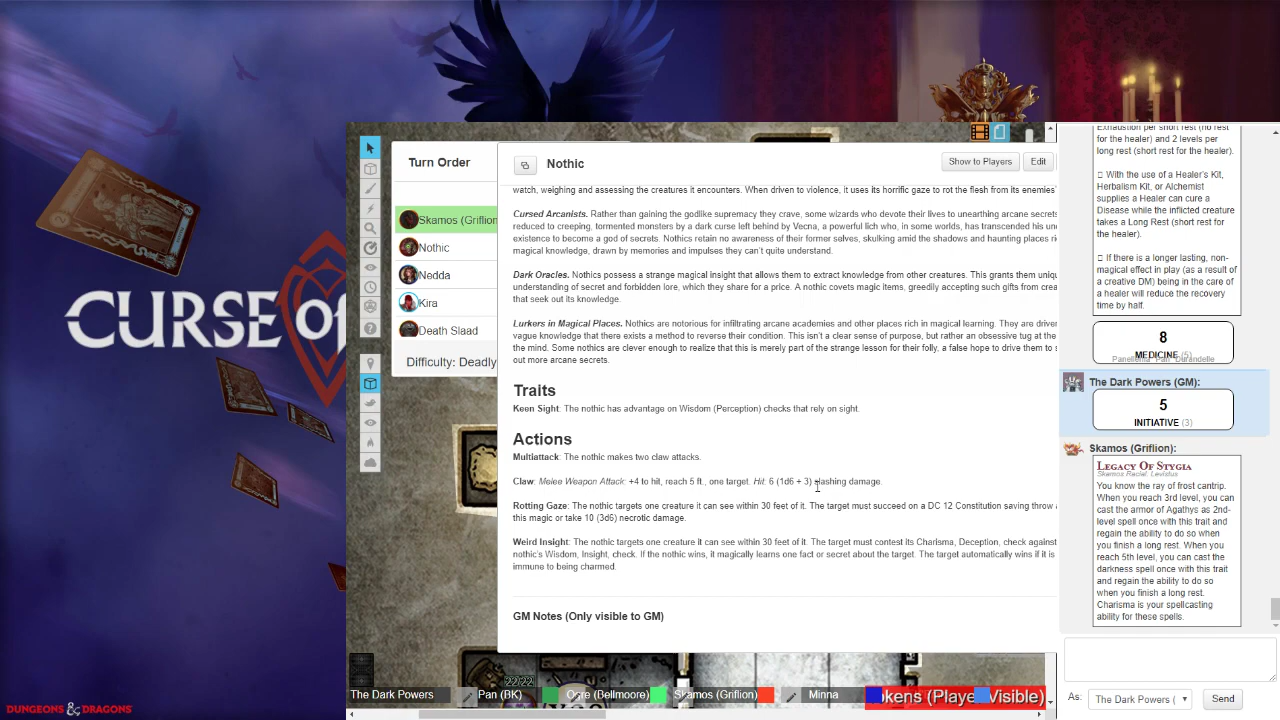 CURSE OF
DUNGEONS & DRAGONS
Turn Order
Skamos (Griflion
Nothic
Nedda
Kira
Death Slaad
Difficulty: Deadly
Nothic
Show to Players
Edit
watch, weighing and assessing the creatures it encounters. When driven to violence, it uses its horrific gaze to rot the flesh from its enemies'
Cursed Arcanists. Rather than gaining the godlike supremacy they crave, some wizards who devote their lives to unearthing arcane secrets
reduced to creeping, tormented monsters by a dark curse left behind by Vecna, a powerful lich who, in some worlds, has transcended his un
existence to become a god of secrets. Nothics retain no awareness of their former selves, skulking amid the shadows and haunting places ri
magical knowledge, drawn by memories and impulses they can't quite understand.
Dark Oracles. Nothics possess a strange magical insight that allows them to extract knowledge from other creatures. This grants them uniq
understanding of secret and forbidden lore, which they share for a price. A nothic covets magic items, greedily accepting such gifts from crea
that seek out its knowledge.
Lurkers in Magical Places. Nothics are notorious for infiltrating arcane academies and other places rich in magical learning. They are driver
vague knowledge that there exists a method to reverse their condition. This isn't a clear sense of purpose, but rather an obsessive tug at the
the mind. Some nothics are clever enough to realize that this is merely part of the strange lesson for their folly, a false hope to drive them to s
out more arcane secrets.
Traits
Keen Sight: The nothic has advantage on Wisdom (Perception) checks that rely on sight.
Actions
Multiattack: The nothic makes two claw attacks.
Claw: Melee Weapon Attack: +4 to hit, reach 5 ft., one target. Hit: 6 (1d6 + 3) slashing damage.
Rotting Gaze: The nothic targets one creature it can see within 30 feet of it. The target must succeed on a DC 12 Constitution saving throw
this magic or take 10 (3d6) necrotic damage.
Weird Insight: The nothic targets one creature it can see within 30 feet of it. The target must contest its Charisma, Deception, check against
nothic's Wisdom, Insight, check. If the nothic wins, it magically learns one fact or secret about the target. The target automatically wins if it is
immune to being charmed.
GM Notes (Only visible to GM)
22/22
The Dark Powers
Pan (BK)
Ogre (Bellmoore)
Skamos (Griflion)
Minna
okens (Playe Visible)
Exhaustion per short rest (no rest
for the healer) and 2 levels per
long rest (short rest for the healer).
With the use of a Healer's Kit,
Herbalism Kit, or Alchemist
supplies a Healer can cure a
Disease while the inflicted creature
takes a Long Rest (short rest for
the healer).
If there is a longer lasting, non-
magical effect in play (as a result of
a creative DM) being in the care of
a healer will reduce the recovery
time by half.
8
MEDICINE (5)
Panellenia "Pan" Durandelle
The Dark Powers (GM):
5
INITIATIVE (3)
Skamos (Griflion):
LEGACY OF STYGIA
Skamos Racial, Levistus
You know the ray of frost cantrip.
When you reach 3rd level, you can
cast the armor of Agathys as 2nd-
level spell once with this trait and
regain the ability to do so when
you finish a long rest. When you
reach 5th level, you can cast the
darkness spell once with this trait
and regain the ability to do so
when you finish a long rest.
Charisma is your spellcasting
ability for these spells.
As:
The Dark Powers (
Send